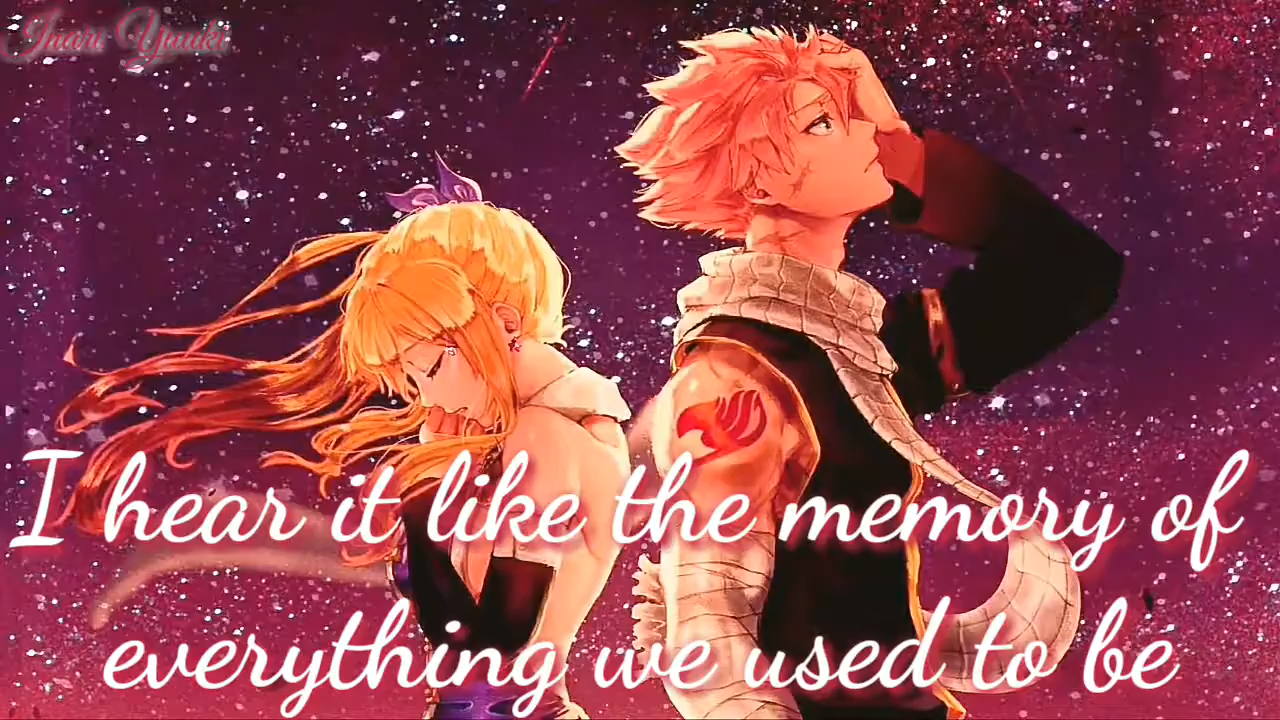 Inari Yuuki
I hear it like the memory of
everything we used to be